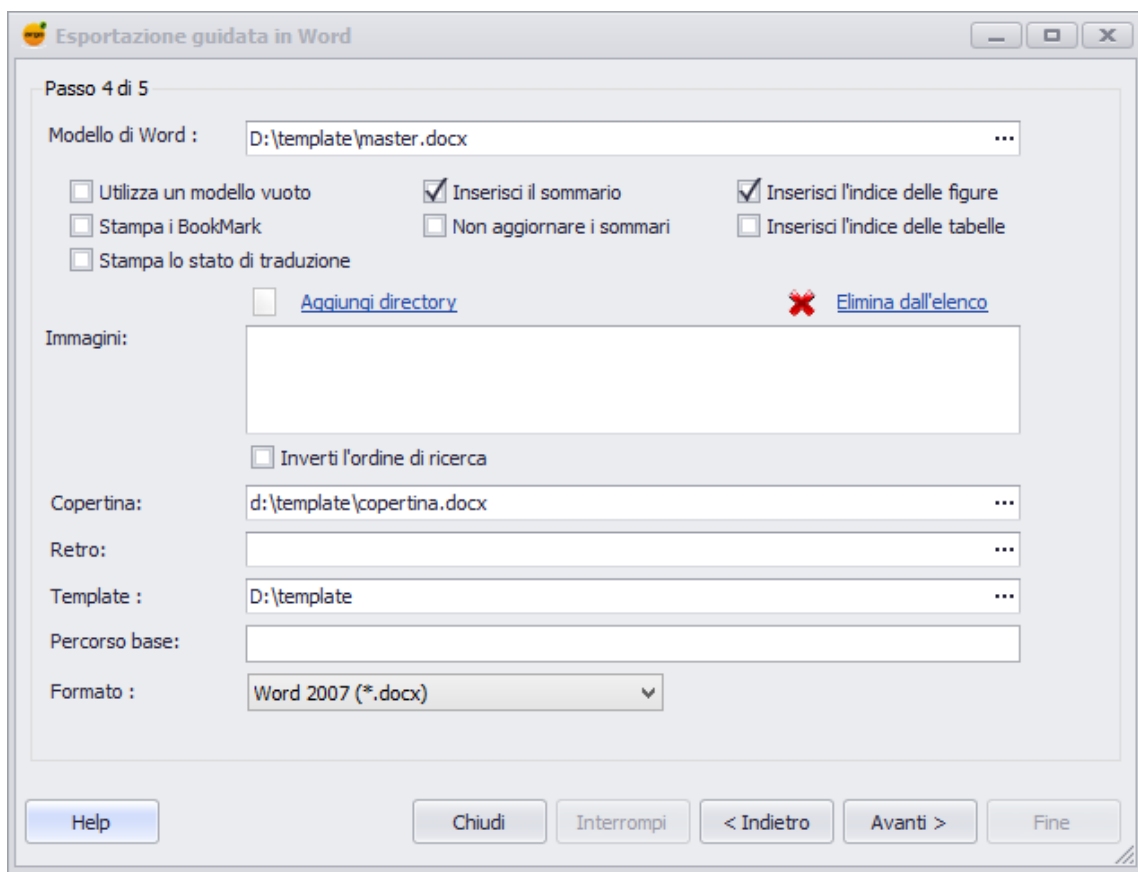 argo Esportazione guidata in Word
Passo 4 di 5
Modello di Word : D:\template\master.docx ...
Utilizza un modello vuoto Inserisci il sommario Inserisci l'indice delle figure
Stampa i BookMark Non aggiornare i sommari Inserisci l'indice delle tabelle
Stampa lo stato di traduzione
Aggiungi directory Elimina dall'elenco
Immagini:
Inverti l'ordine di ricerca
Copertina: d:\template\copertina.docx ...
Retro: ...
Template : D:\template ...
Percorso base:
Formato : Word 2007 (*.docx)
Help Chiudi Interrompi < Indietro Avanti > Fine